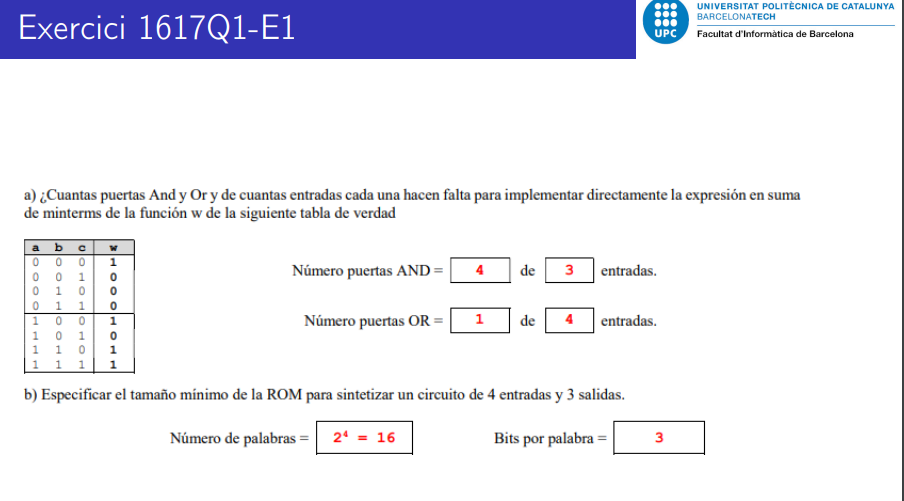 Exercici 1617Q1-E1
UNIVERSITAT POLITÈCNICA DE CATALUNYA
BARCELONATECH
Facultat d'Informàtica de Barcelona
UPC
a) ¿Cuantas puertas And y Or y de cuantas entradas cada una hacen falta para implementar directamente la expresión en suma
de minterms de la función w de la siguiente tabla de verdad
a b c w
0 0 0 1
0 0 1 0
0 1 0 0
0 1 1 0
1 0 0 1
1 0 1 0
1 1 0 1
1 1 1 1
Número puertas AND = 4 de 3 entradas.
Número puertas OR = 1 de 4 entradas.
b) Especificar el tamaño mínimo de la ROM para sintetizar un circuito de 4 entradas y 3 salidas.
Número de palabras = 2⁴ = 16 Bits por palabra = 3